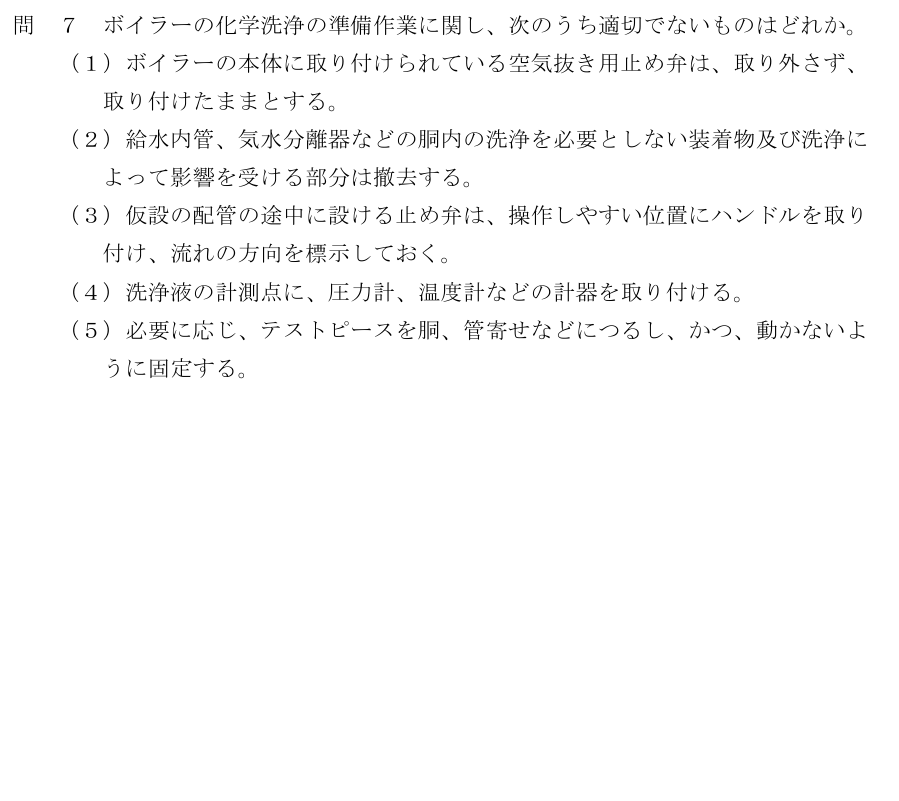 問　７　ボイラーの化学洗浄の準備作業に関し、次のうち適切でないものはどれか。
（１）ボイラーの本体に取り付けられている空気抜き用止め弁は、取り外さず、
取り付けたままとする。
（２）給水内管、気水分離器などの胴内の洗浄を必要としない装着物及び洗浄に
よって影響を受ける部分は撤去する。
（３）仮設の配管の途中に設ける止め弁は、操作しやすい位置にハンドルを取り
付け、流れの方向を標示しておく。
（４）洗浄液の計測点に、圧力計、温度計などの計器を取り付ける。
（５）必要に応じ、テストピースを胴、管寄せなどにつるし、かつ、動かないよ
うに固定する。